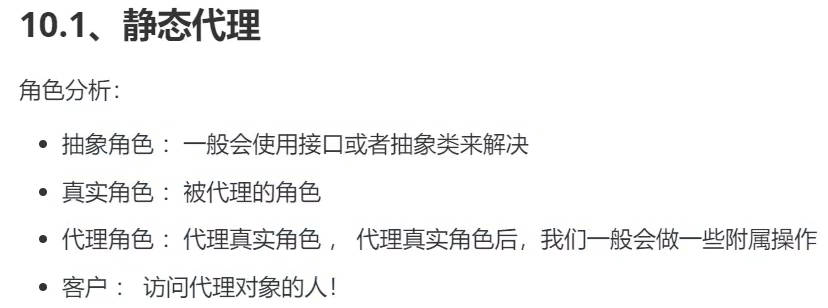 10.1、静态代理
角色分析：
• 抽象角色 ：一般会使用接口或者抽象类来解决
• 真实角色 ：被代理的角色
• 代理角色 ：代理真实角色 ， 代理真实角色后，我们一般会做一些附属操作
• 客户 ： 访问代理对象的人！